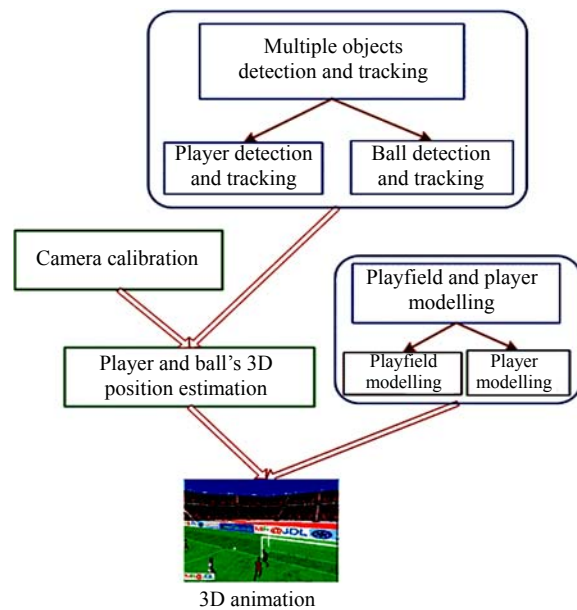 Multiple objects
detection and tracking
Player detection
and tracking
Ball detection
and tracking
Camera calibration
Playfield and player
modelling
Player and ball's 3D
position estimation
Playfield
modelling
Player
modelling
JDL
3D animation